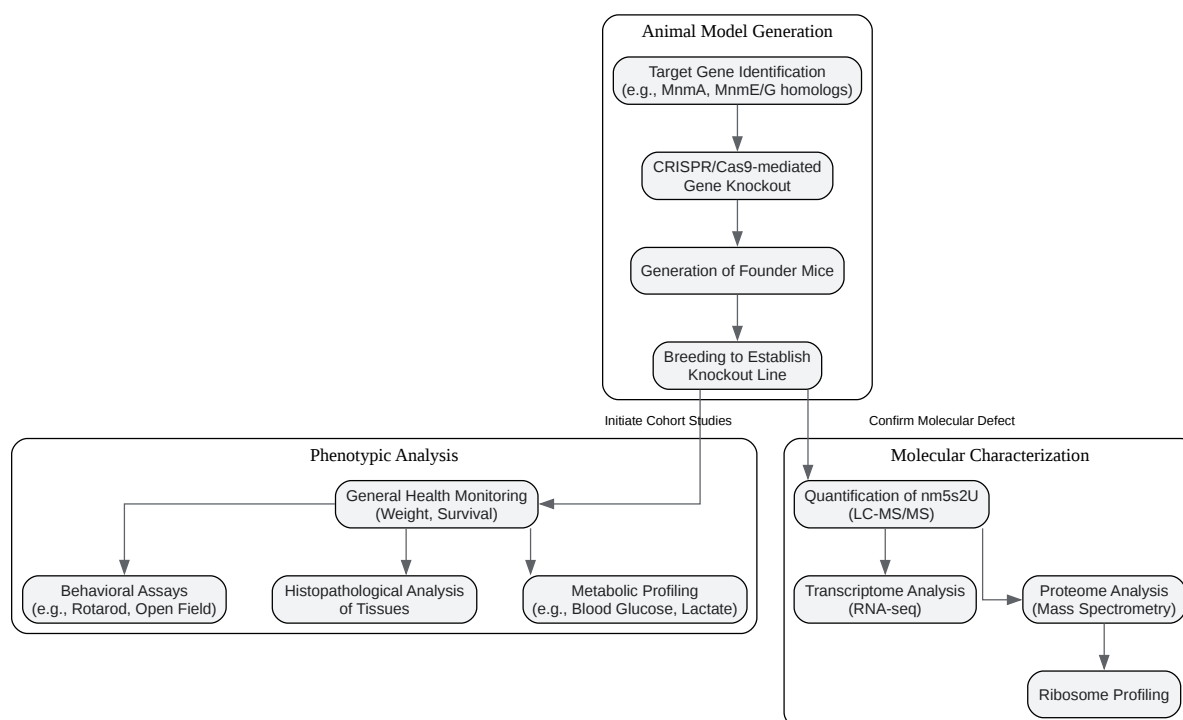 Animal Model Generation
Target Gene Identification
(e.g., MnmA, MnmE/G homologs)
CRISPR/Cas9-mediated
Gene Knockout
Generation of Founder Mice
Breeding to Establish
Knockout Line
Initiate Cohort Studies
Confirm Molecular Defect
Phenotypic Analysis
General Health Monitoring
(Weight, Survival)
Behavioral Assays
(e.g., Rotarod, Open Field)
Histopathological Analysis
of Tissues
Metabolic Profiling
(e.g., Blood Glucose, Lactate)
Molecular Characterization
Quantification of nm5s2U
(LC-MS/MS)
Transcriptome Analysis
(RNA-seq)
Proteome Analysis
(Mass Spectrometry)
Ribosome Profiling